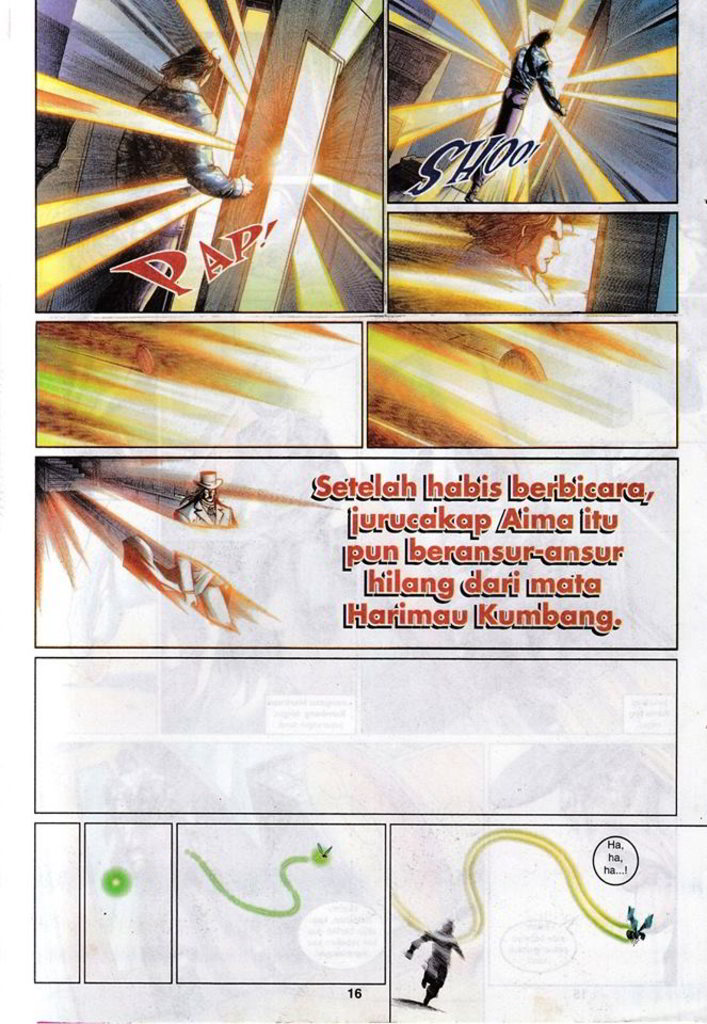 PAP!
SHOO!
Setelah habis berbicara,
jurucakap Aima itu
pun beransur-ansur
hilang dari mata
Harimau Kumbang.
Ha,
ha,
ha...!
16